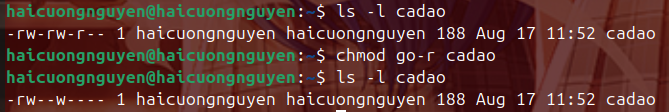 haicuongnguyen@haicuongnguyen:~$ ls -l cadao
-rw-rw-r-- 1 haicuongnguyen haicuongnguyen 188 Aug 17 11:52 cadao
haicuongnguyen@haicuongnguyen:~$ chmod go-r cadao
haicuongnguyen@haicuongnguyen:~$ ls -l cadao
-rw--w---- 1 haicuongnguyen haicuongnguyen 188 Aug 17 11:52 cadao